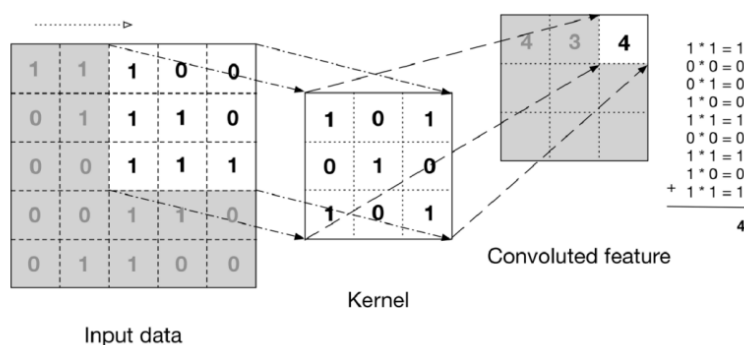 1 1 1 0 0
0 1 1 1 0
0 0 1 1 1
0 0 1 1 0
0 1 1 0 0
Input data
1 0 1
0 1 0
1 0 1
Kernel
4 3 4
Convoluted feature
1 * 1 = 1
0 * 0 = 0
0 * 1 = 0
1 * 0 = 0
1 * 1 = 1
0 * 0 = 0
1 * 1 = 1
1 * 0 = 0
+ 1 * 1 = 1
4